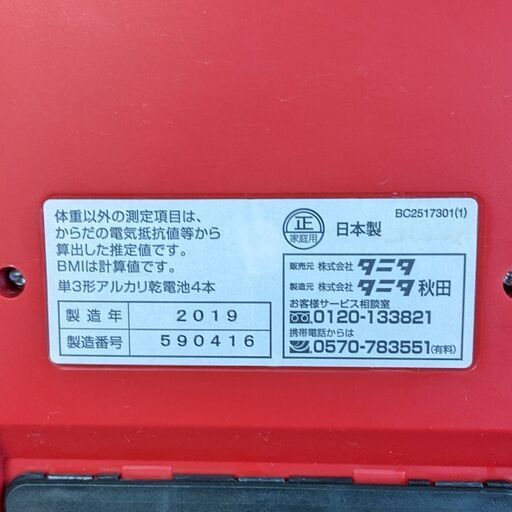 体重以外の測定項目は、
からだの電気抵抗値等から
算出した推定値です。
BMIは計算値です。
単3形アルカリ乾電池4本
製造年 2019
製造番号 590416
BC2517301(1)
正
家庭用
日本製
販売元 株式会社 タニタ
製造元 株式会社 タニタ 秋田
お客様サービス相談室
0120-133821
携帯電話からは
0570-783551(有料)